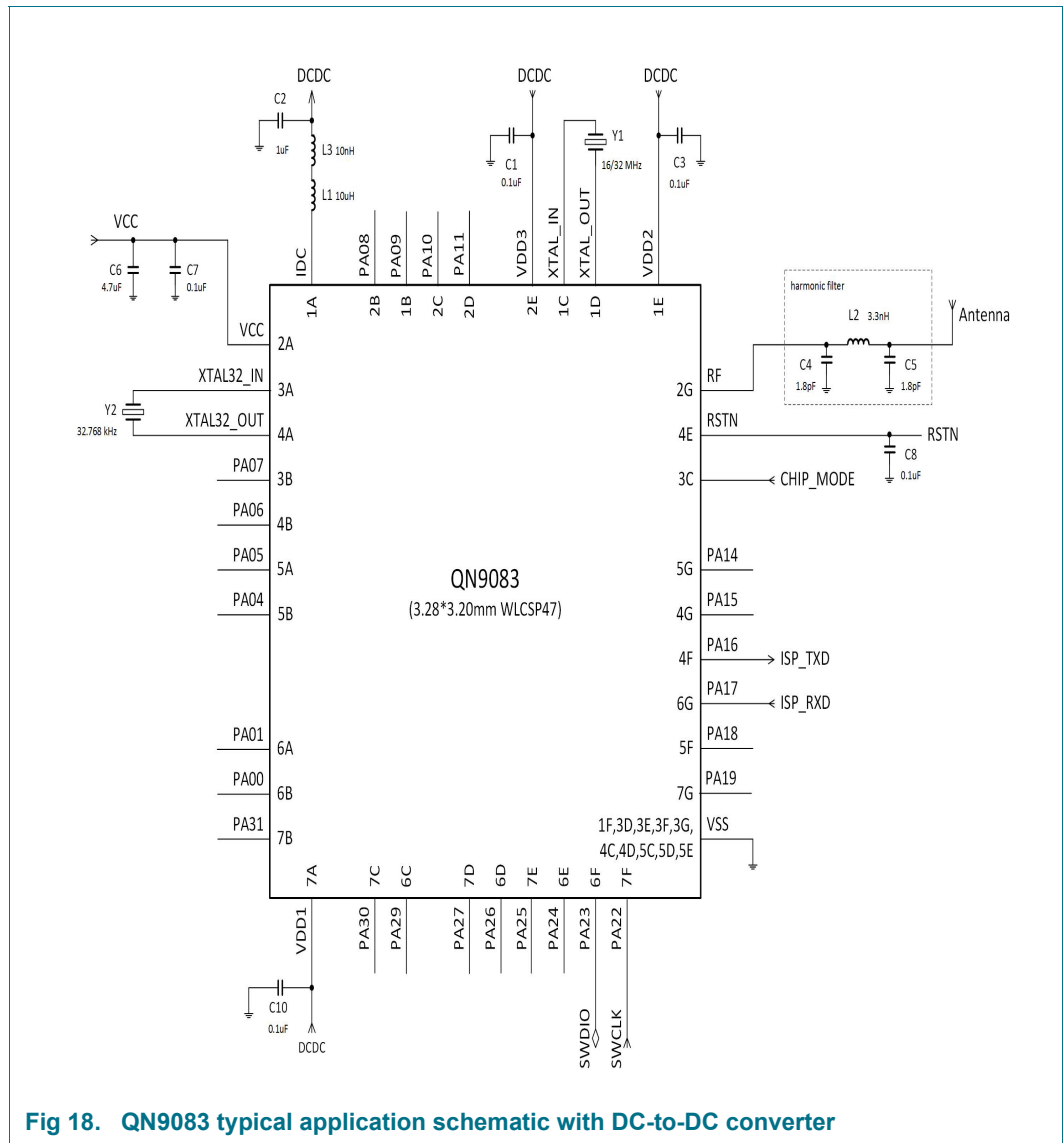 DCDC
DCDC
DCDC
C2
1uF
L3 10nH
L1 10uH
C1
0.1uF
Y1
16/32 MHz
C3
0.1uF
VCC
C6
4.7uF
C7
0.1uF
IDC
PA08
PA09
PA10
PA11
VDD3
XTAL_IN
XTAL_OUT
VDD2
1A
2B
1B
2C
2D
2E
1C
1D
1E
harmonic filter
L2 3.3nH
C4
1.8pF
C5
1.8pF
Antenna
VCC
2A
XTAL32_IN
3A
Y2
32.768 kHz
XTAL32_OUT
4A
PA07
3B
PA06
4B
PA05
5A
PA04
5B
PA01
6A
PA00
6B
PA31
7B
QN9083
(3.28*3.20mm WLCSP47)
2G
RF
4E
RSTN
RSTN
C8
0.1uF
3C
CHIP_MODE
5G
PA14
4G
PA15
4F
PA16
ISP_TXD
6G
PA17
ISP_RXD
5F
PA18
7G
PA19
1F,3D,3E,3F,3G,
4C,4D,5C,5D,5E
VSS
7A
7C
6C
7D
6D
7E
6E
6F
7F
VDD1
PA30
PA29
PA27
PA26
PA25
PA24
PA23
PA22
C10
0.1uF
DCDC
SWDIO
SWCLK
Fig 18. QN9083 typical application schematic with DC-to-DC converter